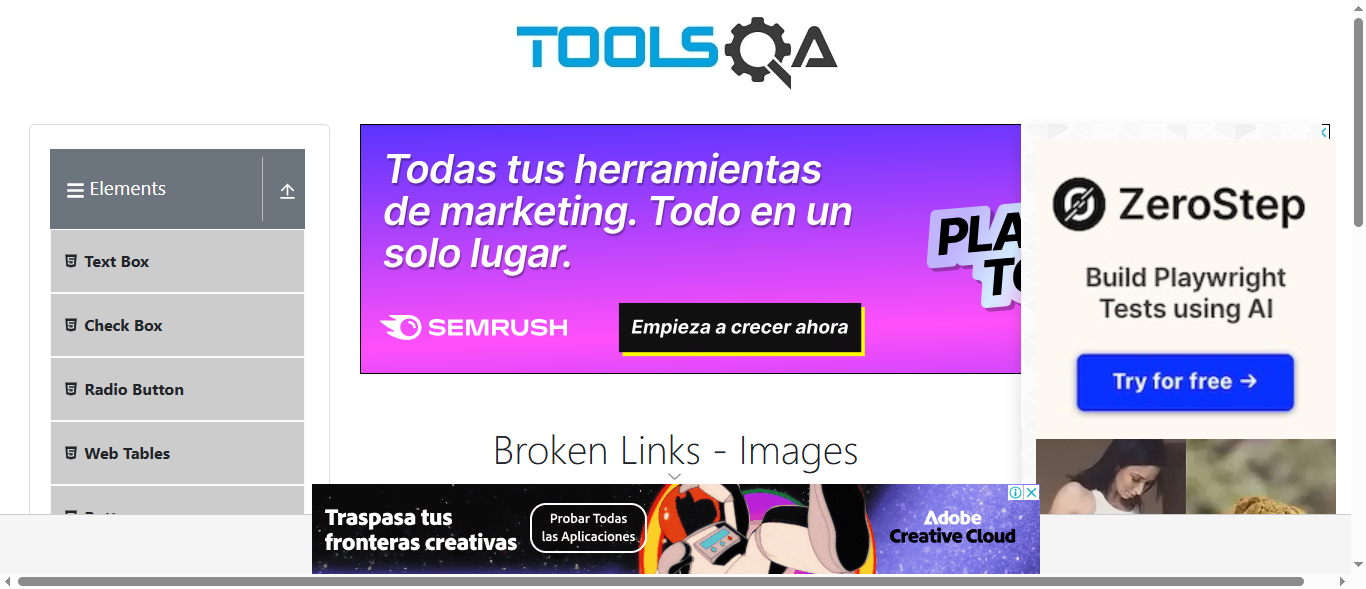 TOOLSQA
Elements
Text Box
Check Box
Radio Button
Web Tables
Todas tus herramientas
de marketing. Todo en un
solo lugar.
SEMRUSH
Empieza a crecer ahora
ZeroStep
Build Playwright
Tests using AI
Try for free →
Broken Links - Images
Traspasa tus
fronteras creativas
Probar Todas
las Aplicaciones
Adobe
Creative Cloud